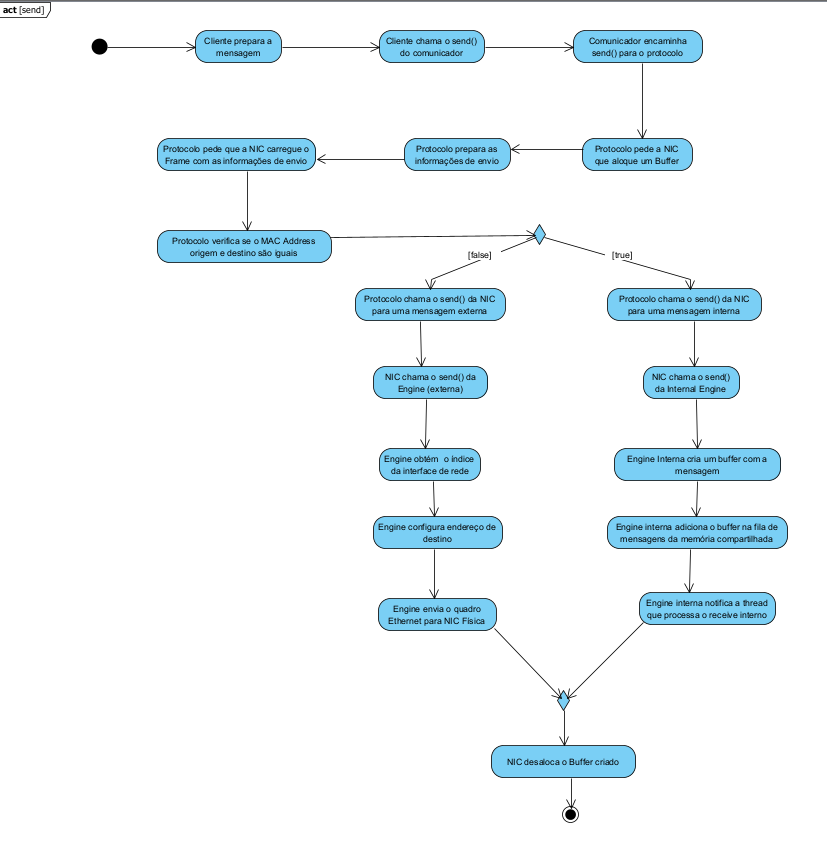 act [send]
Cliente prepara a
mensagem
Cliente chama o send()
do comunicador
Comunicador encaminha
send() para o protocolo
Protocolo pede a NIC
que aloque um Buffer
Protocolo prepara as
informações de envio
Protocolo pede que a NIC carregue o
Frame com as informações de envio
Protocolo verifica se o MAC Address
origem e destino são iguais
[false]
[true]
Protocolo chama o send() da NIC
para uma mensagem externa
NIC chama o send() da
Engine (externa)
Engine obtém o índice
da interface de rede
Engine configura endereço de
destino
Engine envia o quadro
Ethernet para NIC Física
Protocolo chama o send() da NIC
para uma mensagem interna
NIC chama o send()
da Internal Engine
Engine Interna cria um buffer com a
mensagem
Engine interna adiciona o buffer na fila de
mensagens da memória compartilhada
Engine interna notifica a thread
que processa o receive interno
NIC desaloca o Buffer criado